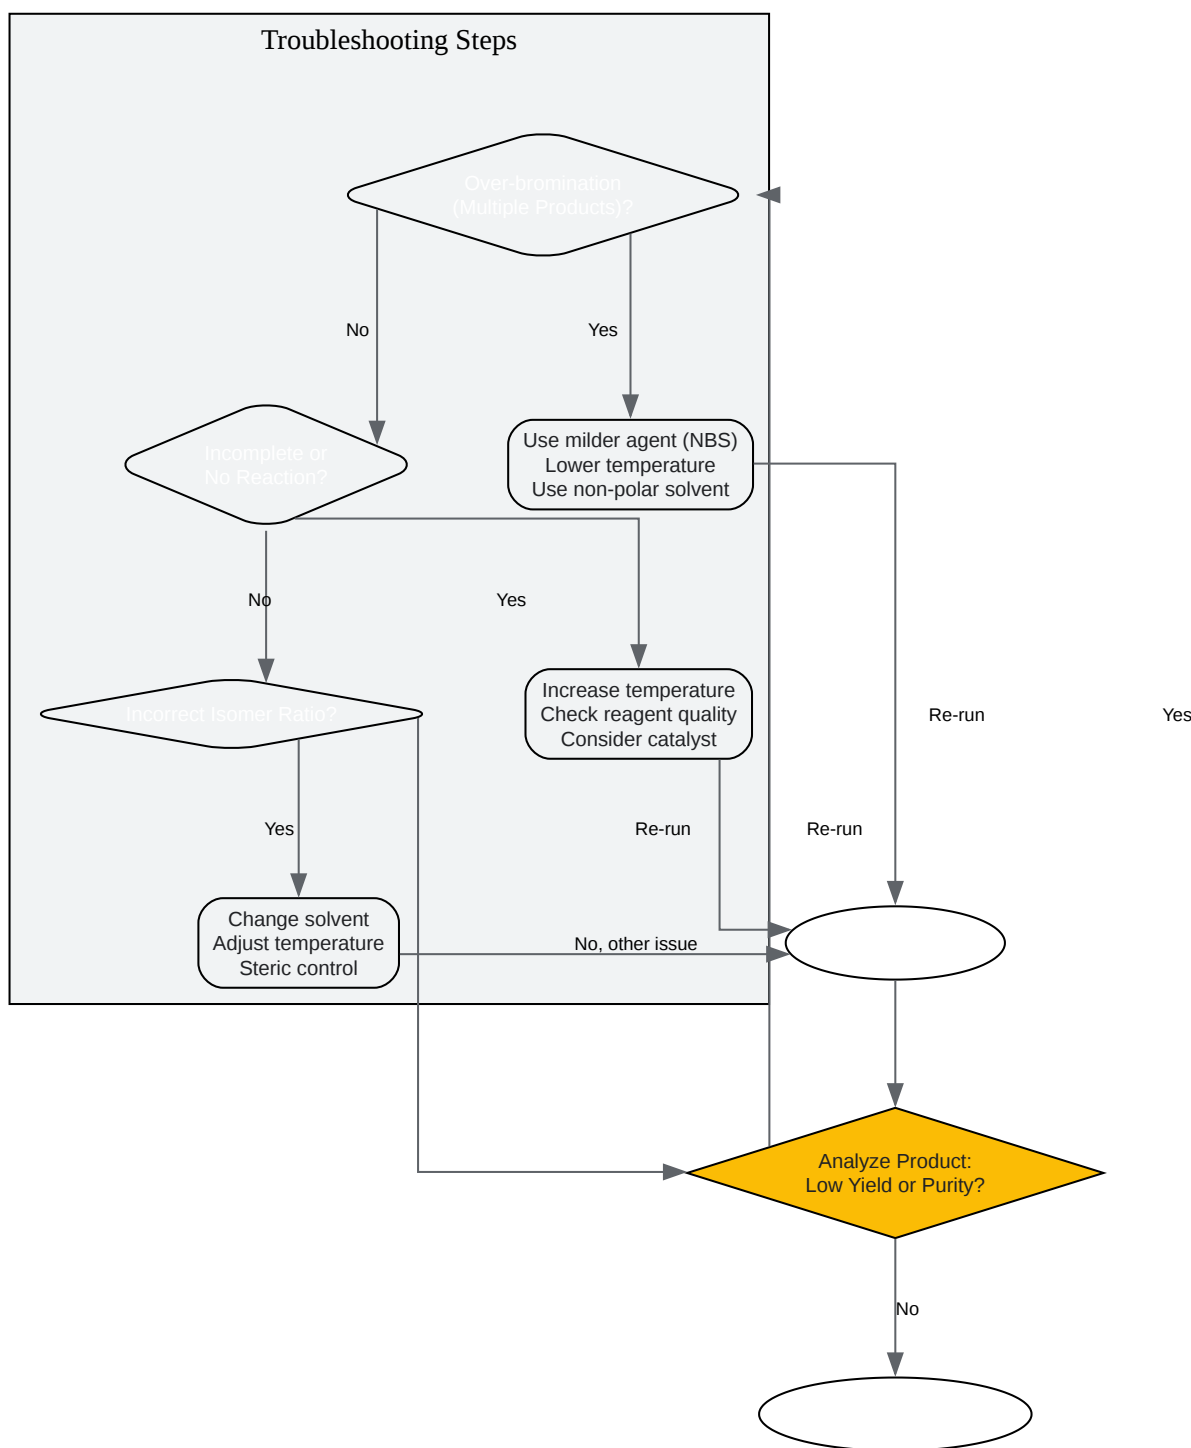 Troubleshooting Steps
Over-bromination
(Multiple Products)?
No
Yes
Incomplete or
No Reaction?
Use milder agent (NBS)
Lower temperature
Use non-polar solvent
No
Yes
Incorrect Isomer Ratio?
Increase temperature
Check reagent quality
Consider catalyst
Re-run
Yes
Yes
Re-run
Re-run
Change solvent
Adjust temperature
Steric control
No, other issue
Analyze Product:
Low Yield or Purity?
No